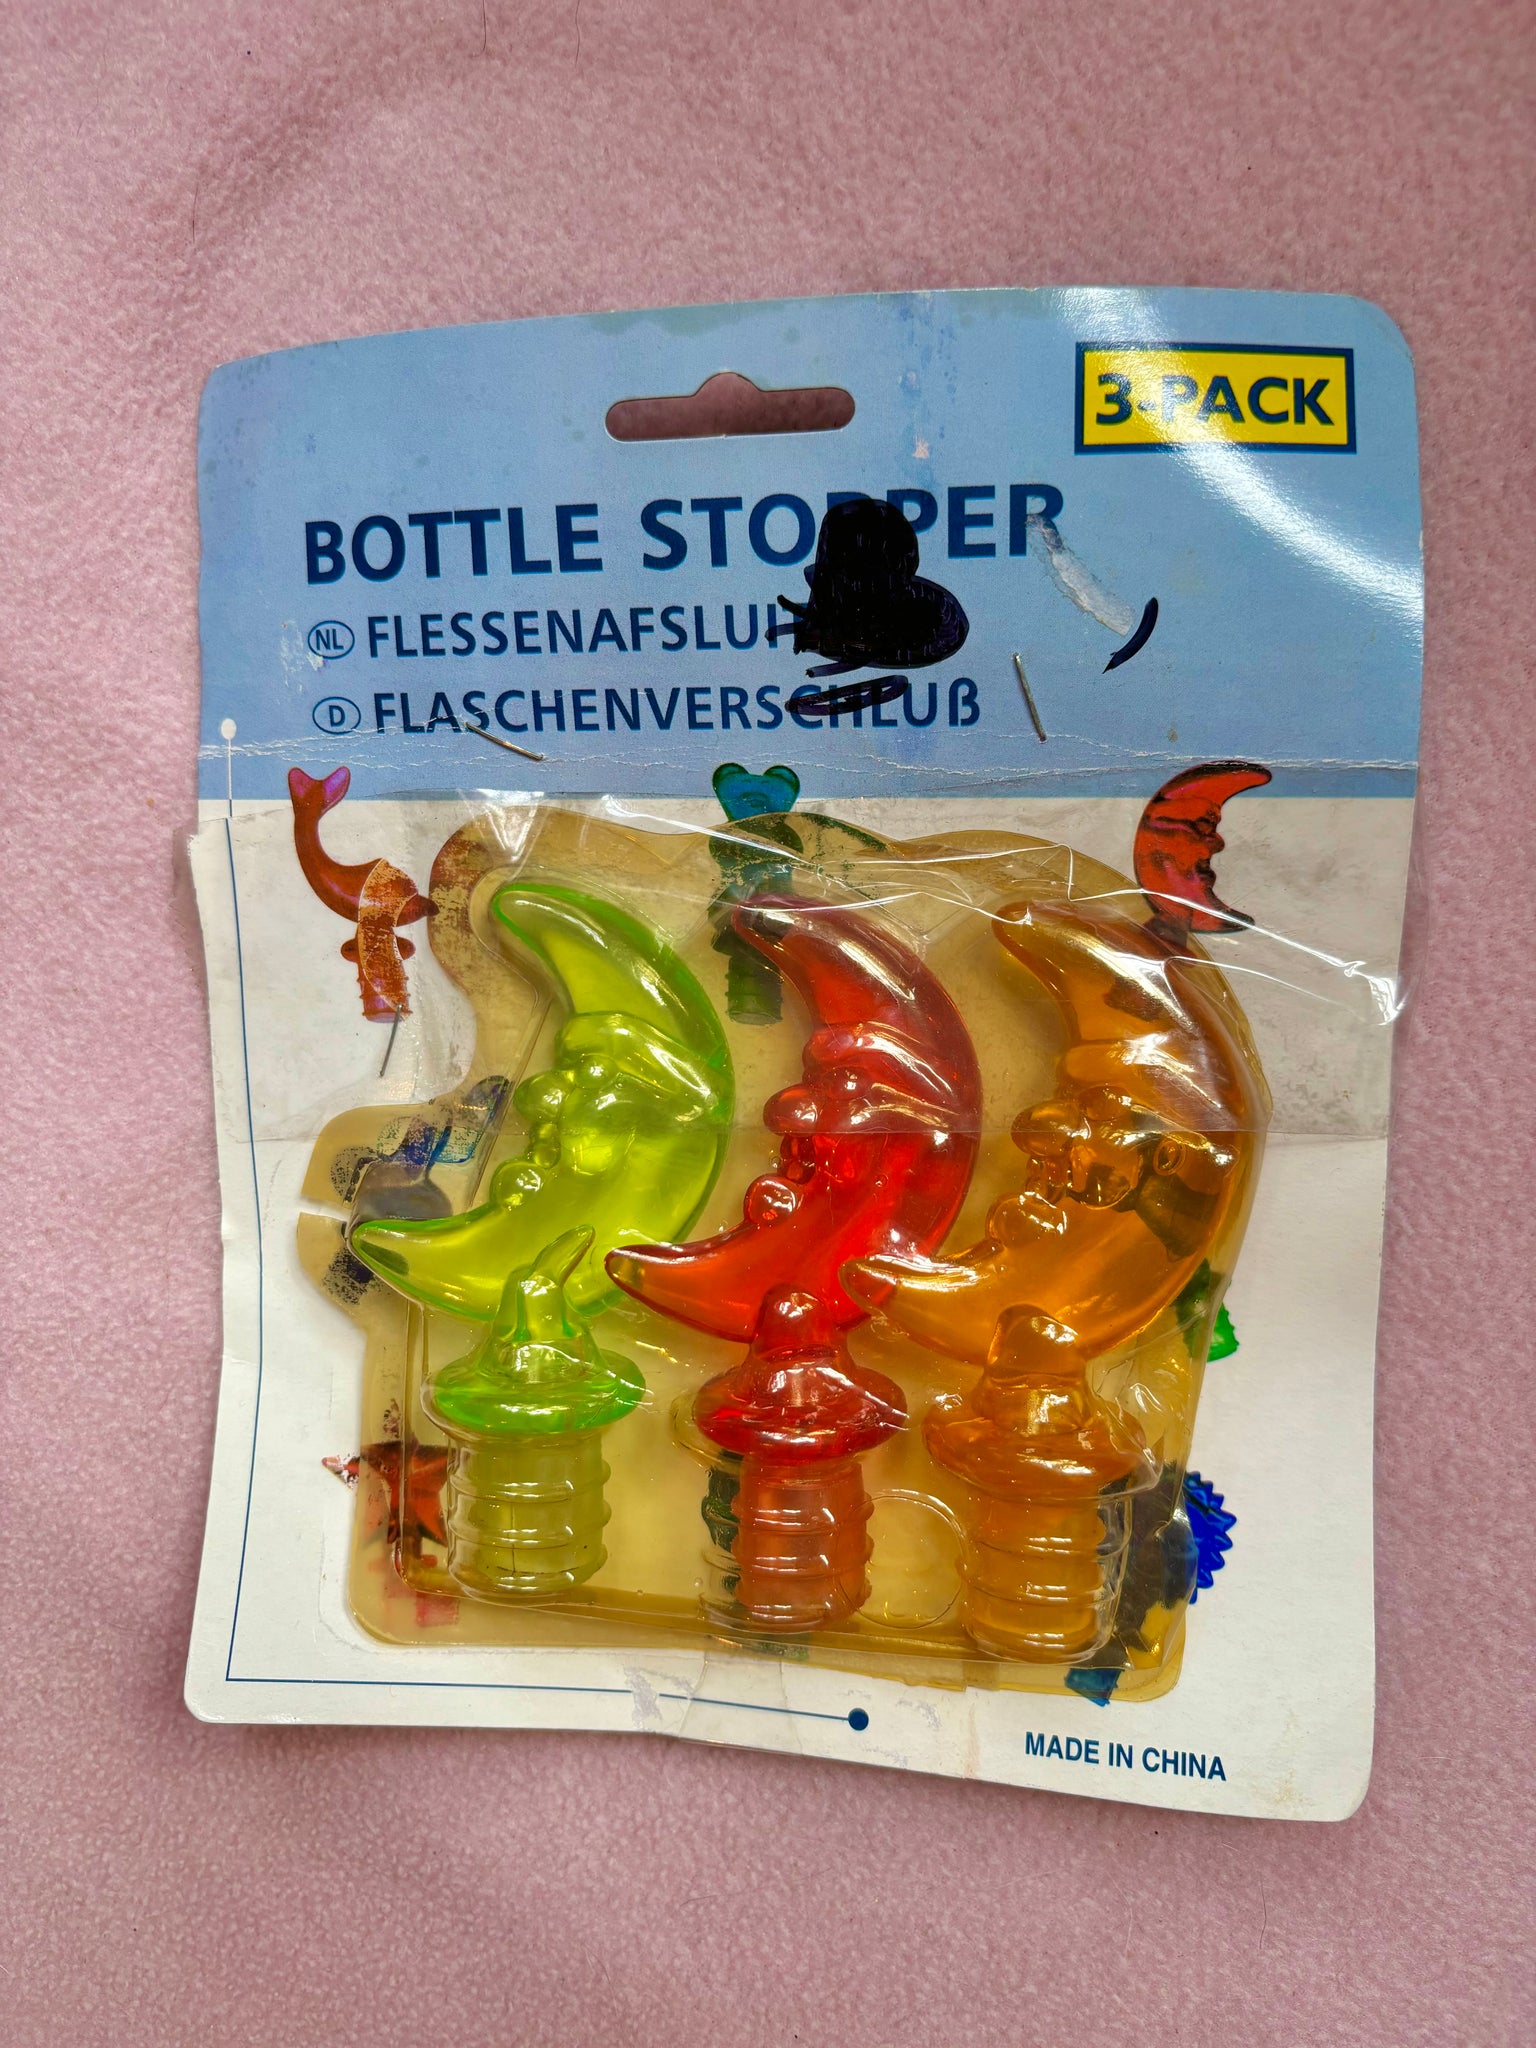 3-PACK
BOTTLE STOPPER
NL
D FLASCHENVERSCHLUß
MADE IN CHINA